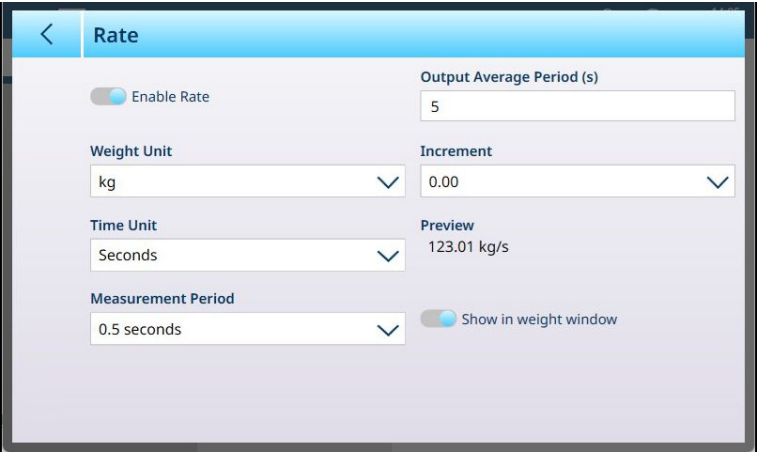 Rate
Enable Rate
Output Average Period (s)
5
Weight Unit
kg
Increment
0.00
Time Unit
Seconds
Preview
123.01 kg/s
Measurement Period
0.5 seconds
Show in weight window